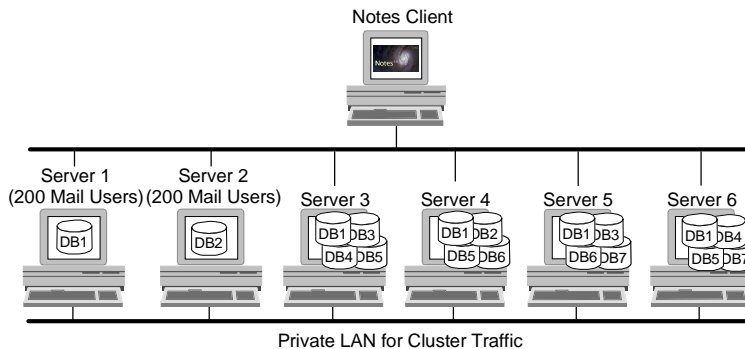 Notes Client
Notes
Server 1
(200 Mail Users)
Server 2
(200 Mail Users)
Server 3
Server 4
Server 5
Server 6
DB1
DB2
DB1 DB3
DB4 DB5
DB1 DB2
DB5 DB6
DB1 DB3
DB6 DB7
DB1 DB4
DB5 DB7
Private LAN for Cluster Traffic